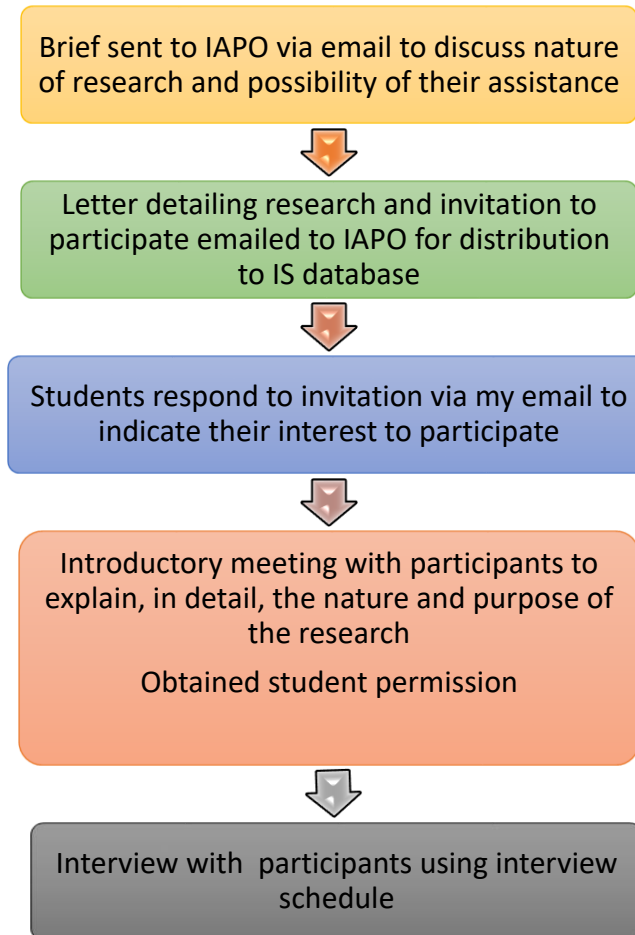 Brief sent to IAPO via email to discuss nature
of research and possibility of their assistance
Letter detailing research and invitation to
participate emailed to IAPO for distribution
to IS database
Students respond to invitation via my email to
indicate their interest to participate
Introductory meeting with participants to
explain, in detail, the nature and purpose of
the research
Obtained student permission
Interview with  participants using interview
schedule